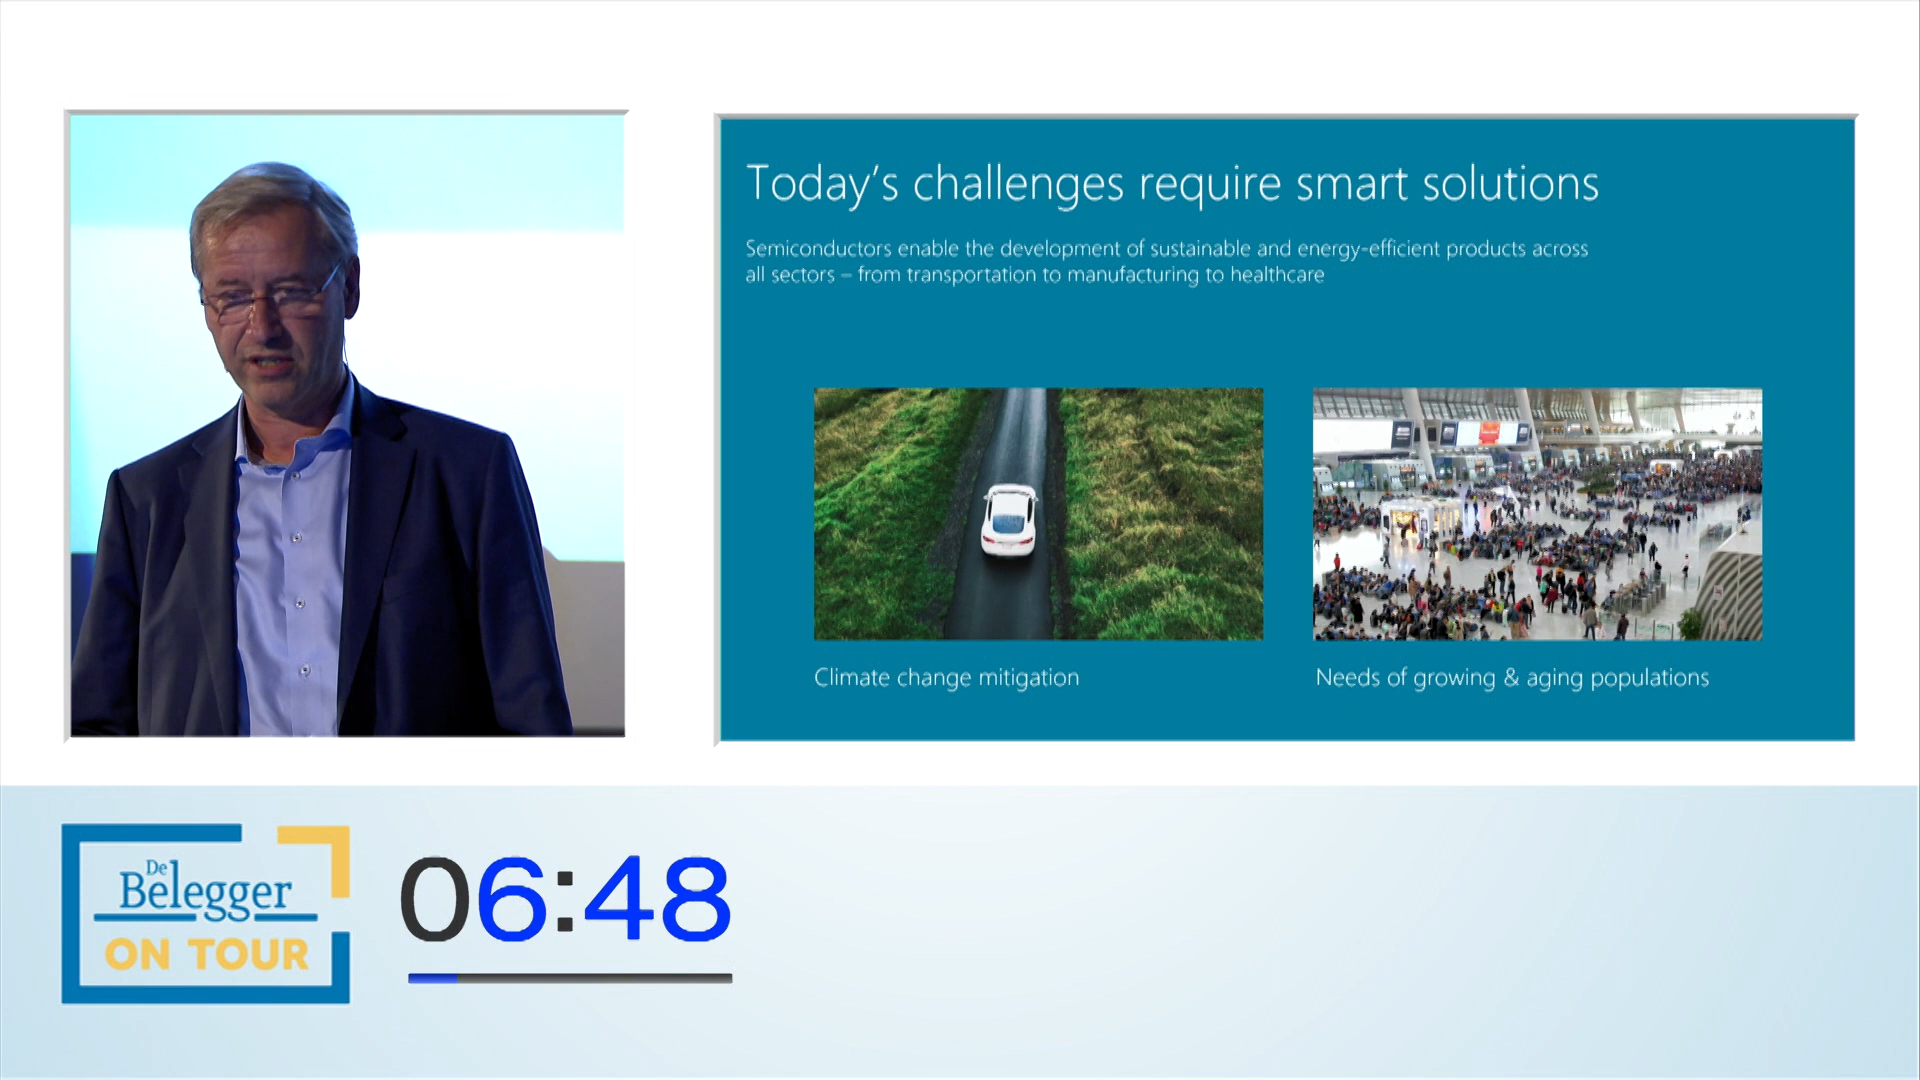 Today's challenges require smart solutions
Semiconductors enable the development of sustainable and energy-efficient products across
all sectors – from transportation to manufacturing to healthcare
Climate change mitigation
Needs of growing & aging populations
De
Belegger
ON TOUR
06:48